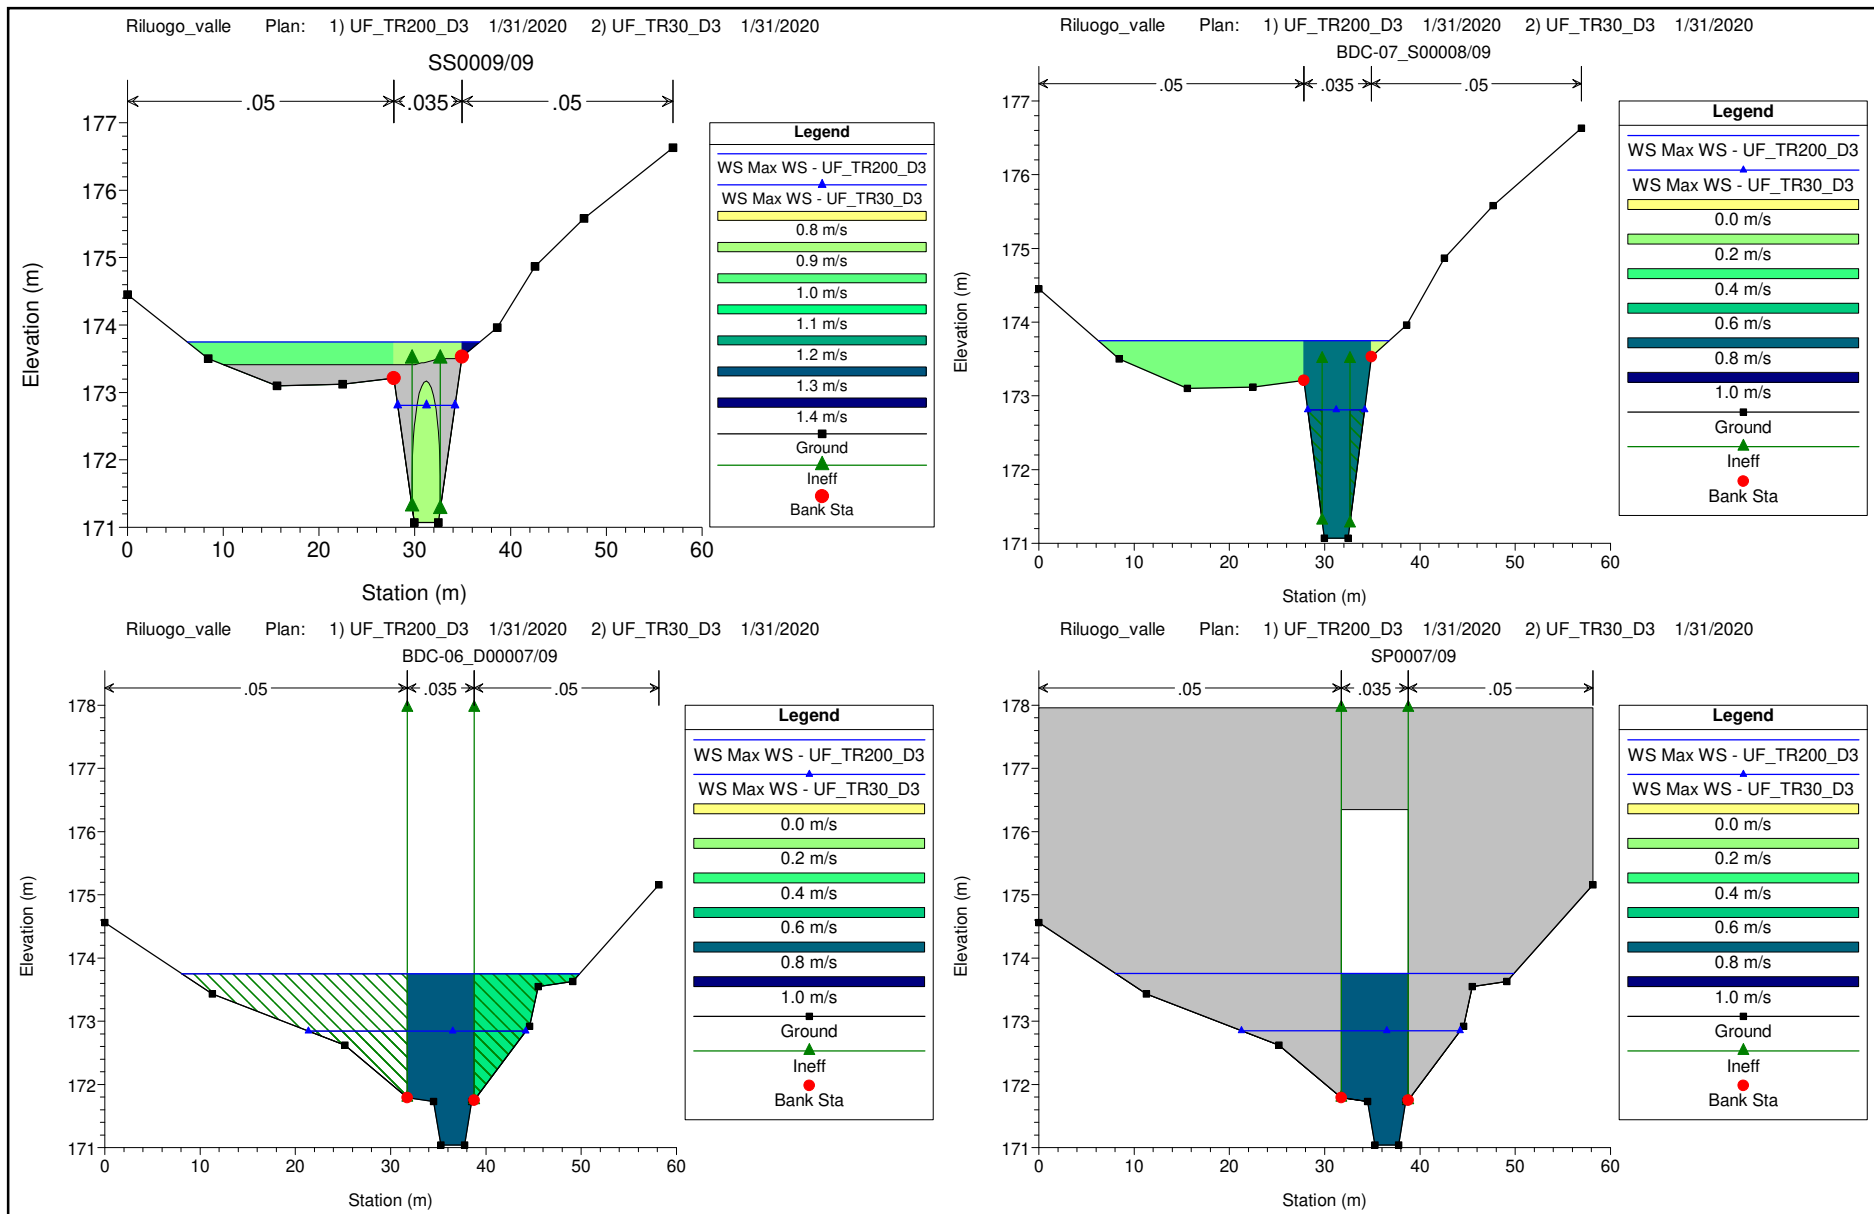 Riluogo_valle Plan: 1) UF_TR200_D3 1/31/2020 2) UF_TR30_D3 1/31/2020
SS0009/09
.05 .035 .05
177
176
175
174
173
172
171
0 10 20 30 40 50 60
Station (m)
Elevation (m)
Legend
WS Max WS - UF_TR200_D3
WS Max WS - UF_TR30_D3
0.8 m/s
0.9 m/s
1.0 m/s
1.1 m/s
1.2 m/s
1.3 m/s
1.4 m/s
Ground
Ineff
Bank Sta
Riluogo_valle Plan: 1) UF_TR200_D3 1/31/2020 2) UF_TR30_D3 1/31/2020
BDC-07_S00008/09
.05 .035 .05
177
176
175
174
173
172
171
0 10 20 30 40 50 60
Station (m)
Elevation (m)
Legend
WS Max WS - UF_TR200_D3
WS Max WS - UF_TR30_D3
0.0 m/s
0.2 m/s
0.4 m/s
0.6 m/s
0.8 m/s
1.0 m/s
Ground
Ineff
Bank Sta
Riluogo_valle Plan: 1) UF_TR200_D3 1/31/2020 2) UF_TR30_D3 1/31/2020
BDC-06_D00007/09
.05 .035 .05
178
177
176
175
174
173
172
171
0 10 20 30 40 50 60
Station (m)
Elevation (m)
Legend
WS Max WS - UF_TR200_D3
WS Max WS - UF_TR30_D3
0.0 m/s
0.2 m/s
0.4 m/s
0.6 m/s
0.8 m/s
1.0 m/s
Ground
Ineff
Bank Sta
Riluogo_valle Plan: 1) UF_TR200_D3 1/31/2020 2) UF_TR30_D3 1/31/2020
SP0007/09
.05 .035 .05
178
177
176
175
174
173
172
171
0 10 20 30 40 50 60
Station (m)
Elevation (m)
Legend
WS Max WS - UF_TR200_D3
WS Max WS - UF_TR30_D3
0.0 m/s
0.2 m/s
0.4 m/s
0.6 m/s
0.8 m/s
1.0 m/s
Ground
Ineff
Bank Sta